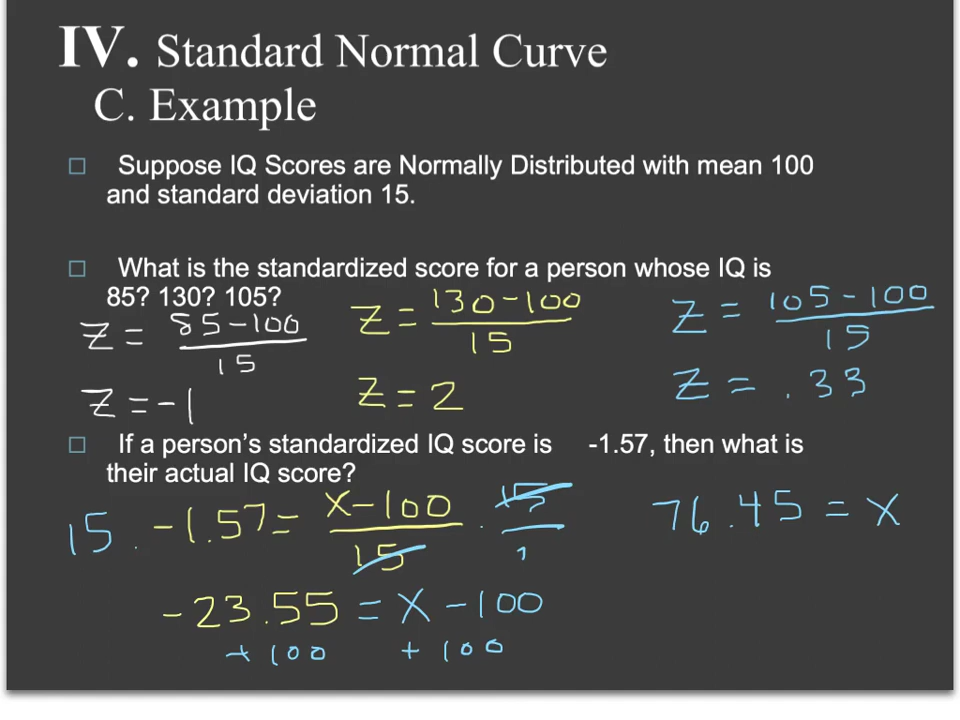 IV. Standard Normal Curve
C. Example
Suppose IQ Scores are Normally Distributed with mean 100
and standard deviation 15.
What is the standardized score for a person whose IQ is
85? 130? 105?
Z = 85-100
15
Z = -1
Z = 130-100
15
Z = 2
Z = 105-100
15
Z = .33
If a person's standardized IQ score is -1.57, then what is
their actual IQ score?
15 . -1.57 = X-100 . 15
15 1
-23.55 = X -100
+ 100 + 100
76.45 = X